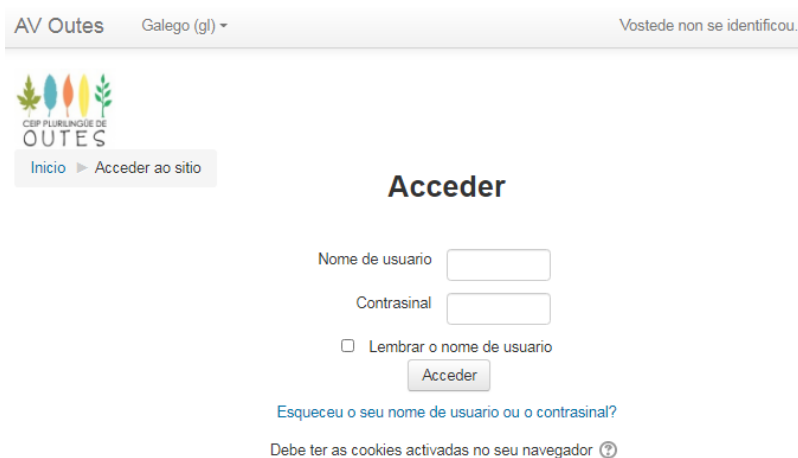 AV Outes Galego (gl) Vostede non se identificou.
CEIP PLURILINGÜE DE
OUTES
Inicio Acceder ao sitio
Acceder
Nome de usuario
Contrasinal
Lembrar o nome de usuario
Acceder
Esqueceu o seu nome de usuario ou o contrasinal?
Debe ter as cookies activadas no seu navegador